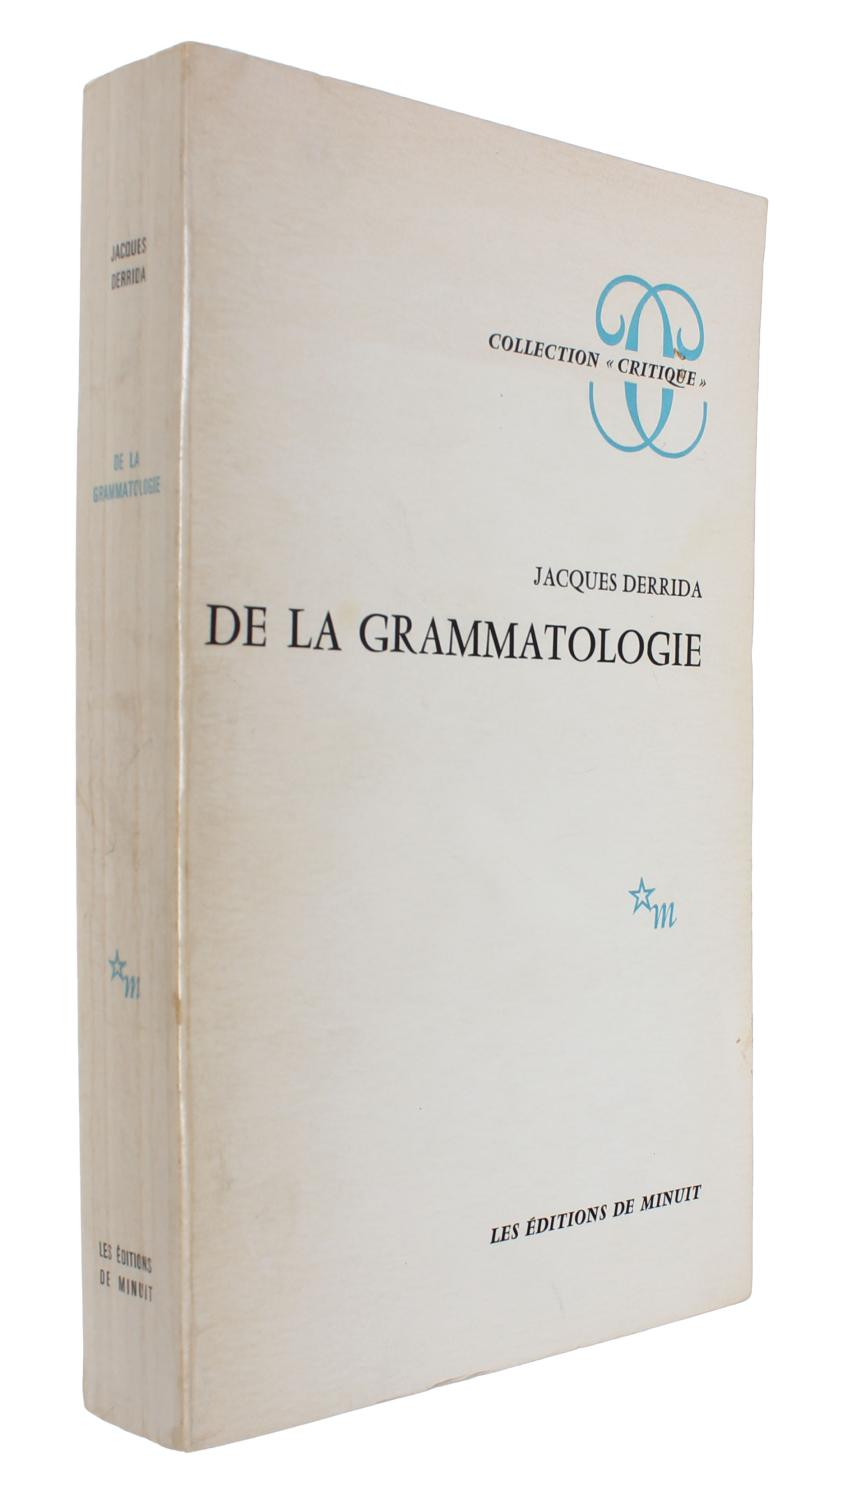 JACQUES
DERRIDA
DE LA
GRAMMATOLOGIE
m
LES ÉDITIONS
DE MINUIT
COLLECTION « CRITIQUE »
JACQUES DERRIDA
DE LA GRAMMATOLOGIE
m
LES ÉDITIONS DE MINUIT